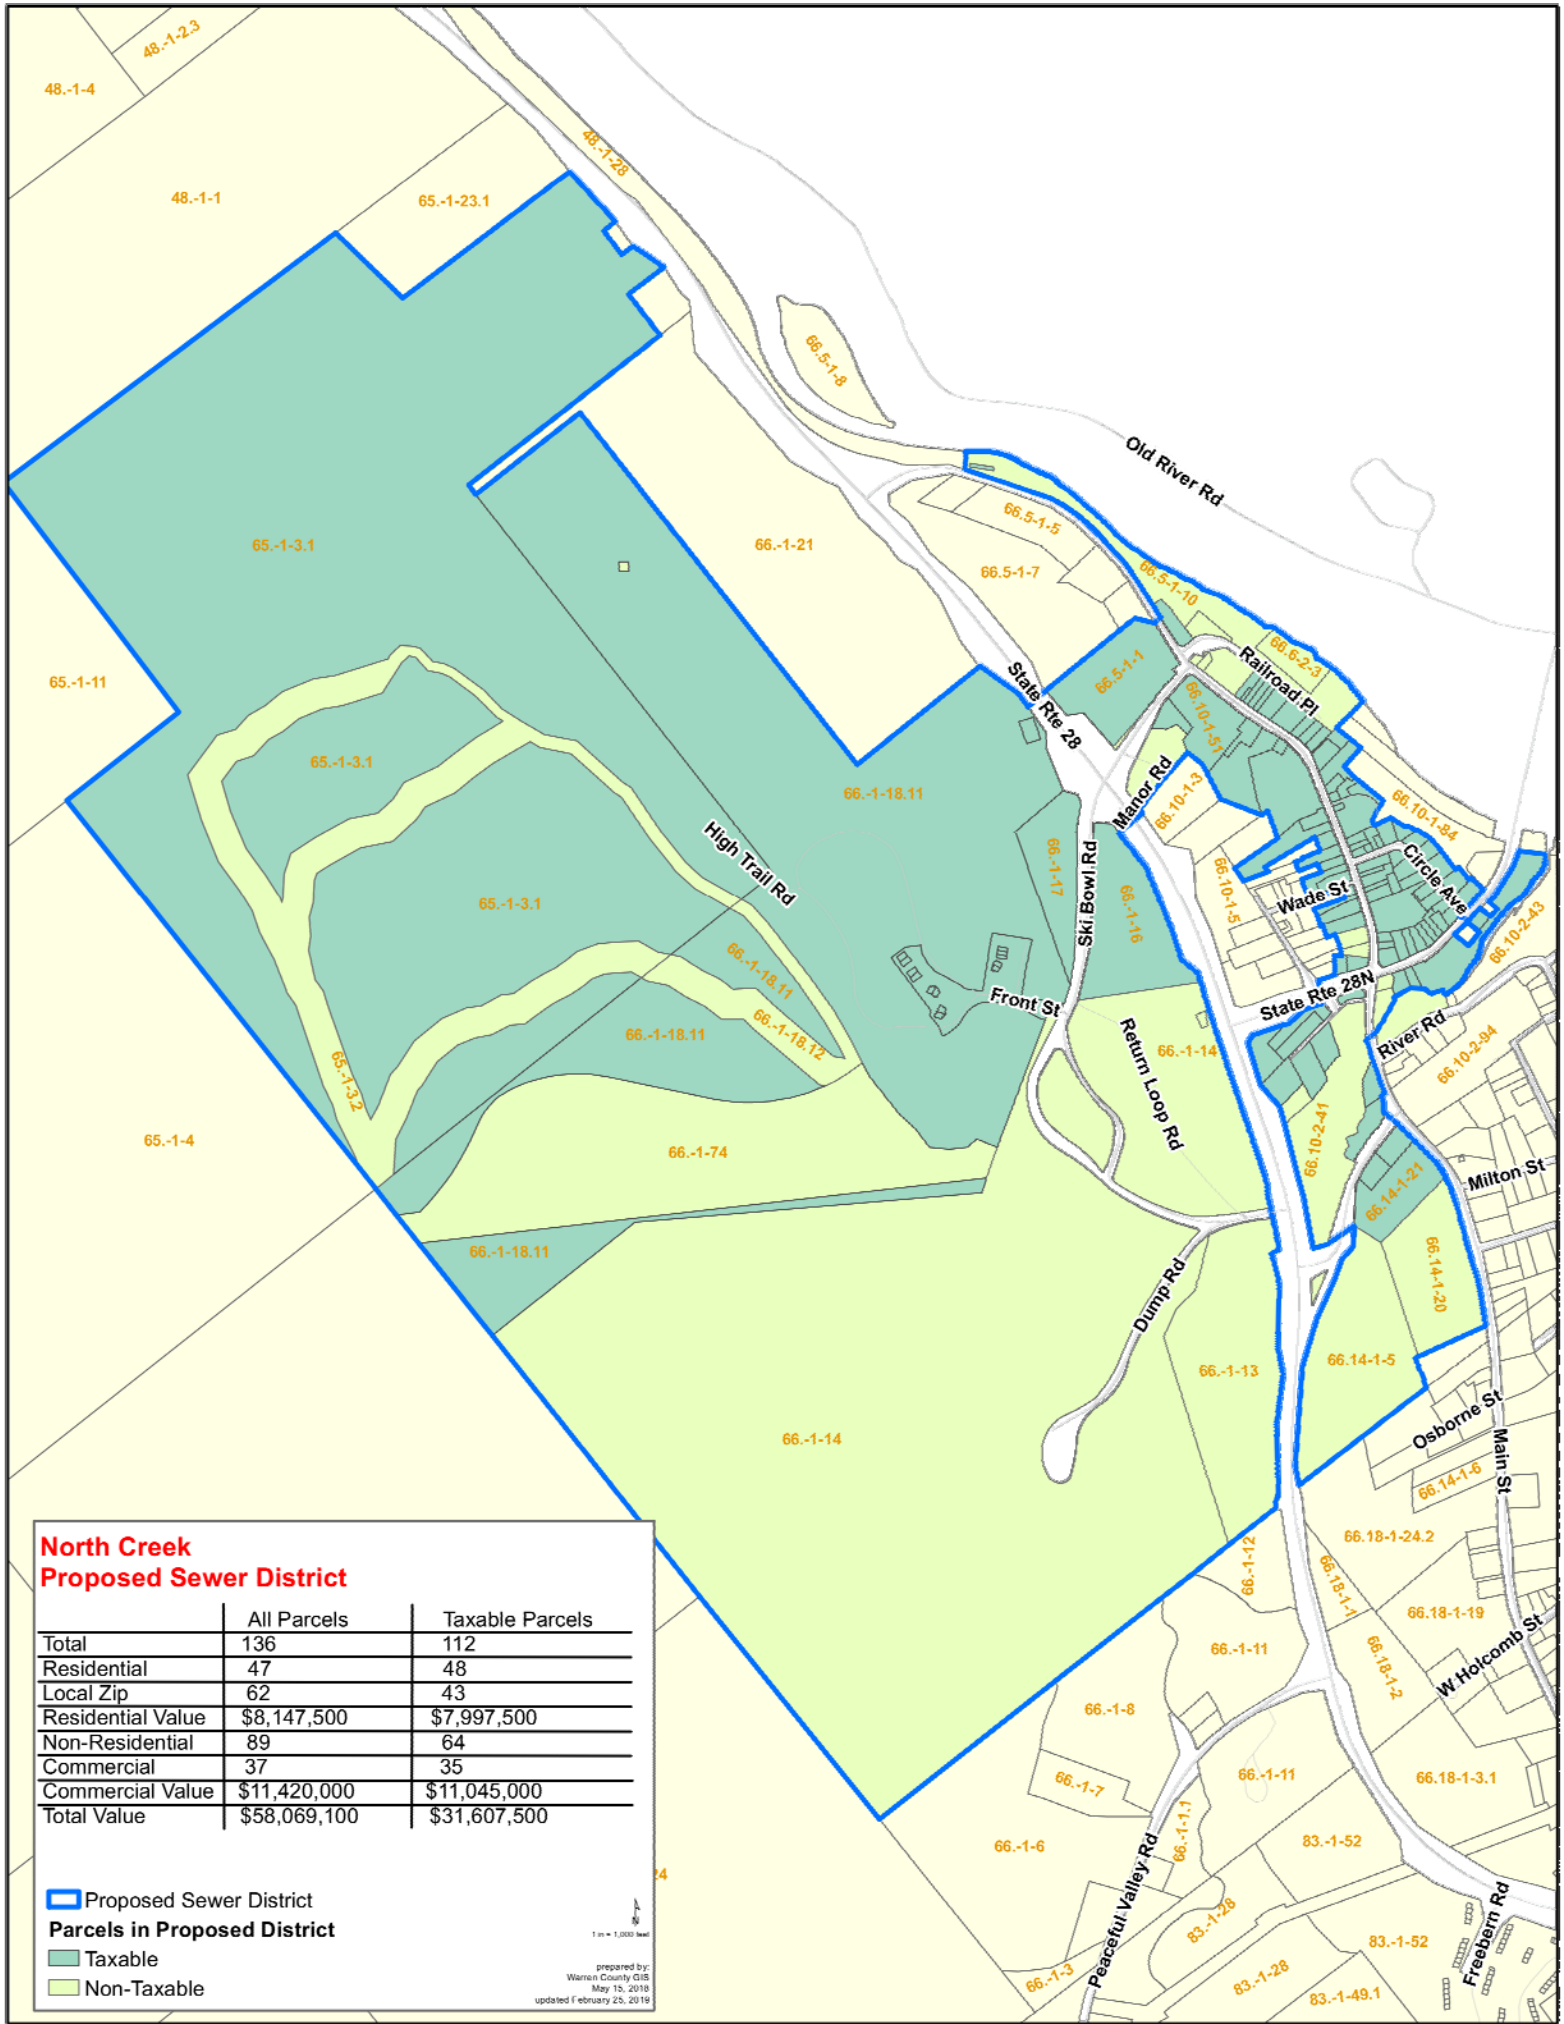 48.-1-2.3
48.-1-4
48.-1-28
48.-1-1
65.-1-23.1
66.5-1-8
Old River Rd
66.5-1-5
65.-1-3.1
66.-1-21
66.5-1-7
66.5-1-10
66.6-2-3
Railroad Pl
65.-1-11
66.5-1-1
State Rte 28
66.10-1-51
65.-1-3.1
66.-1-18.11
Manor Rd
66.10-1-3
66.10-1-84
High Trail Rd
66.-1-17
Ski Bowl Rd
66.-1-16
66.10-1-5
Wade St
Circle Ave
65.-1-3.1
66.10-2-43
66.-1-18.11
Front St
State Rte 28N
66.-1-18.11
66.-1-18.12
Return Loop Rd
66.-1-14
River Rd
66.10-2-94
65.-1-3.2
65.-1-4
66.-1-74
66.10-2-41
66.14-1-21
Milton St
66.-1-18.11
66.14-1-20
Dump Rd
66.-1-13
66.14-1-5
Osborne St
66.-1-14
Main St
66.14-1-6
66.18-1-24.2
66.-1-12
66.18-1-1
66.18-1-19
W Holcomb St
66.-1-11
66.18-1-2
66.-1-8
66.-1-7
66.-1-11
66.18-1-3.1
66.-1-1.1
66.-1-6
83.-1-52
24
Peaceful Valley Rd
83.-1-28
83.-1-52
Freebern Rd
66.-1-3
83.-1-28
83.-1-49.1
North Creek
Proposed Sewer District
All Parcels Taxable Parcels
Total 136 112
Residential 47 48
Local Zip 62 43
Residential Value $8,147,500 $7,997,500
Non-Residential 89 64
Commercial 37 35
Commercial Value $11,420,000 $11,045,000
Total Value $58,069,100 $31,607,500
Proposed Sewer District
Parcels in Proposed District
Taxable
Non-Taxable
N
1 in = 1,000 feet
prepared by:
Warren County GIS
May 15, 2018
updated February 25, 2019